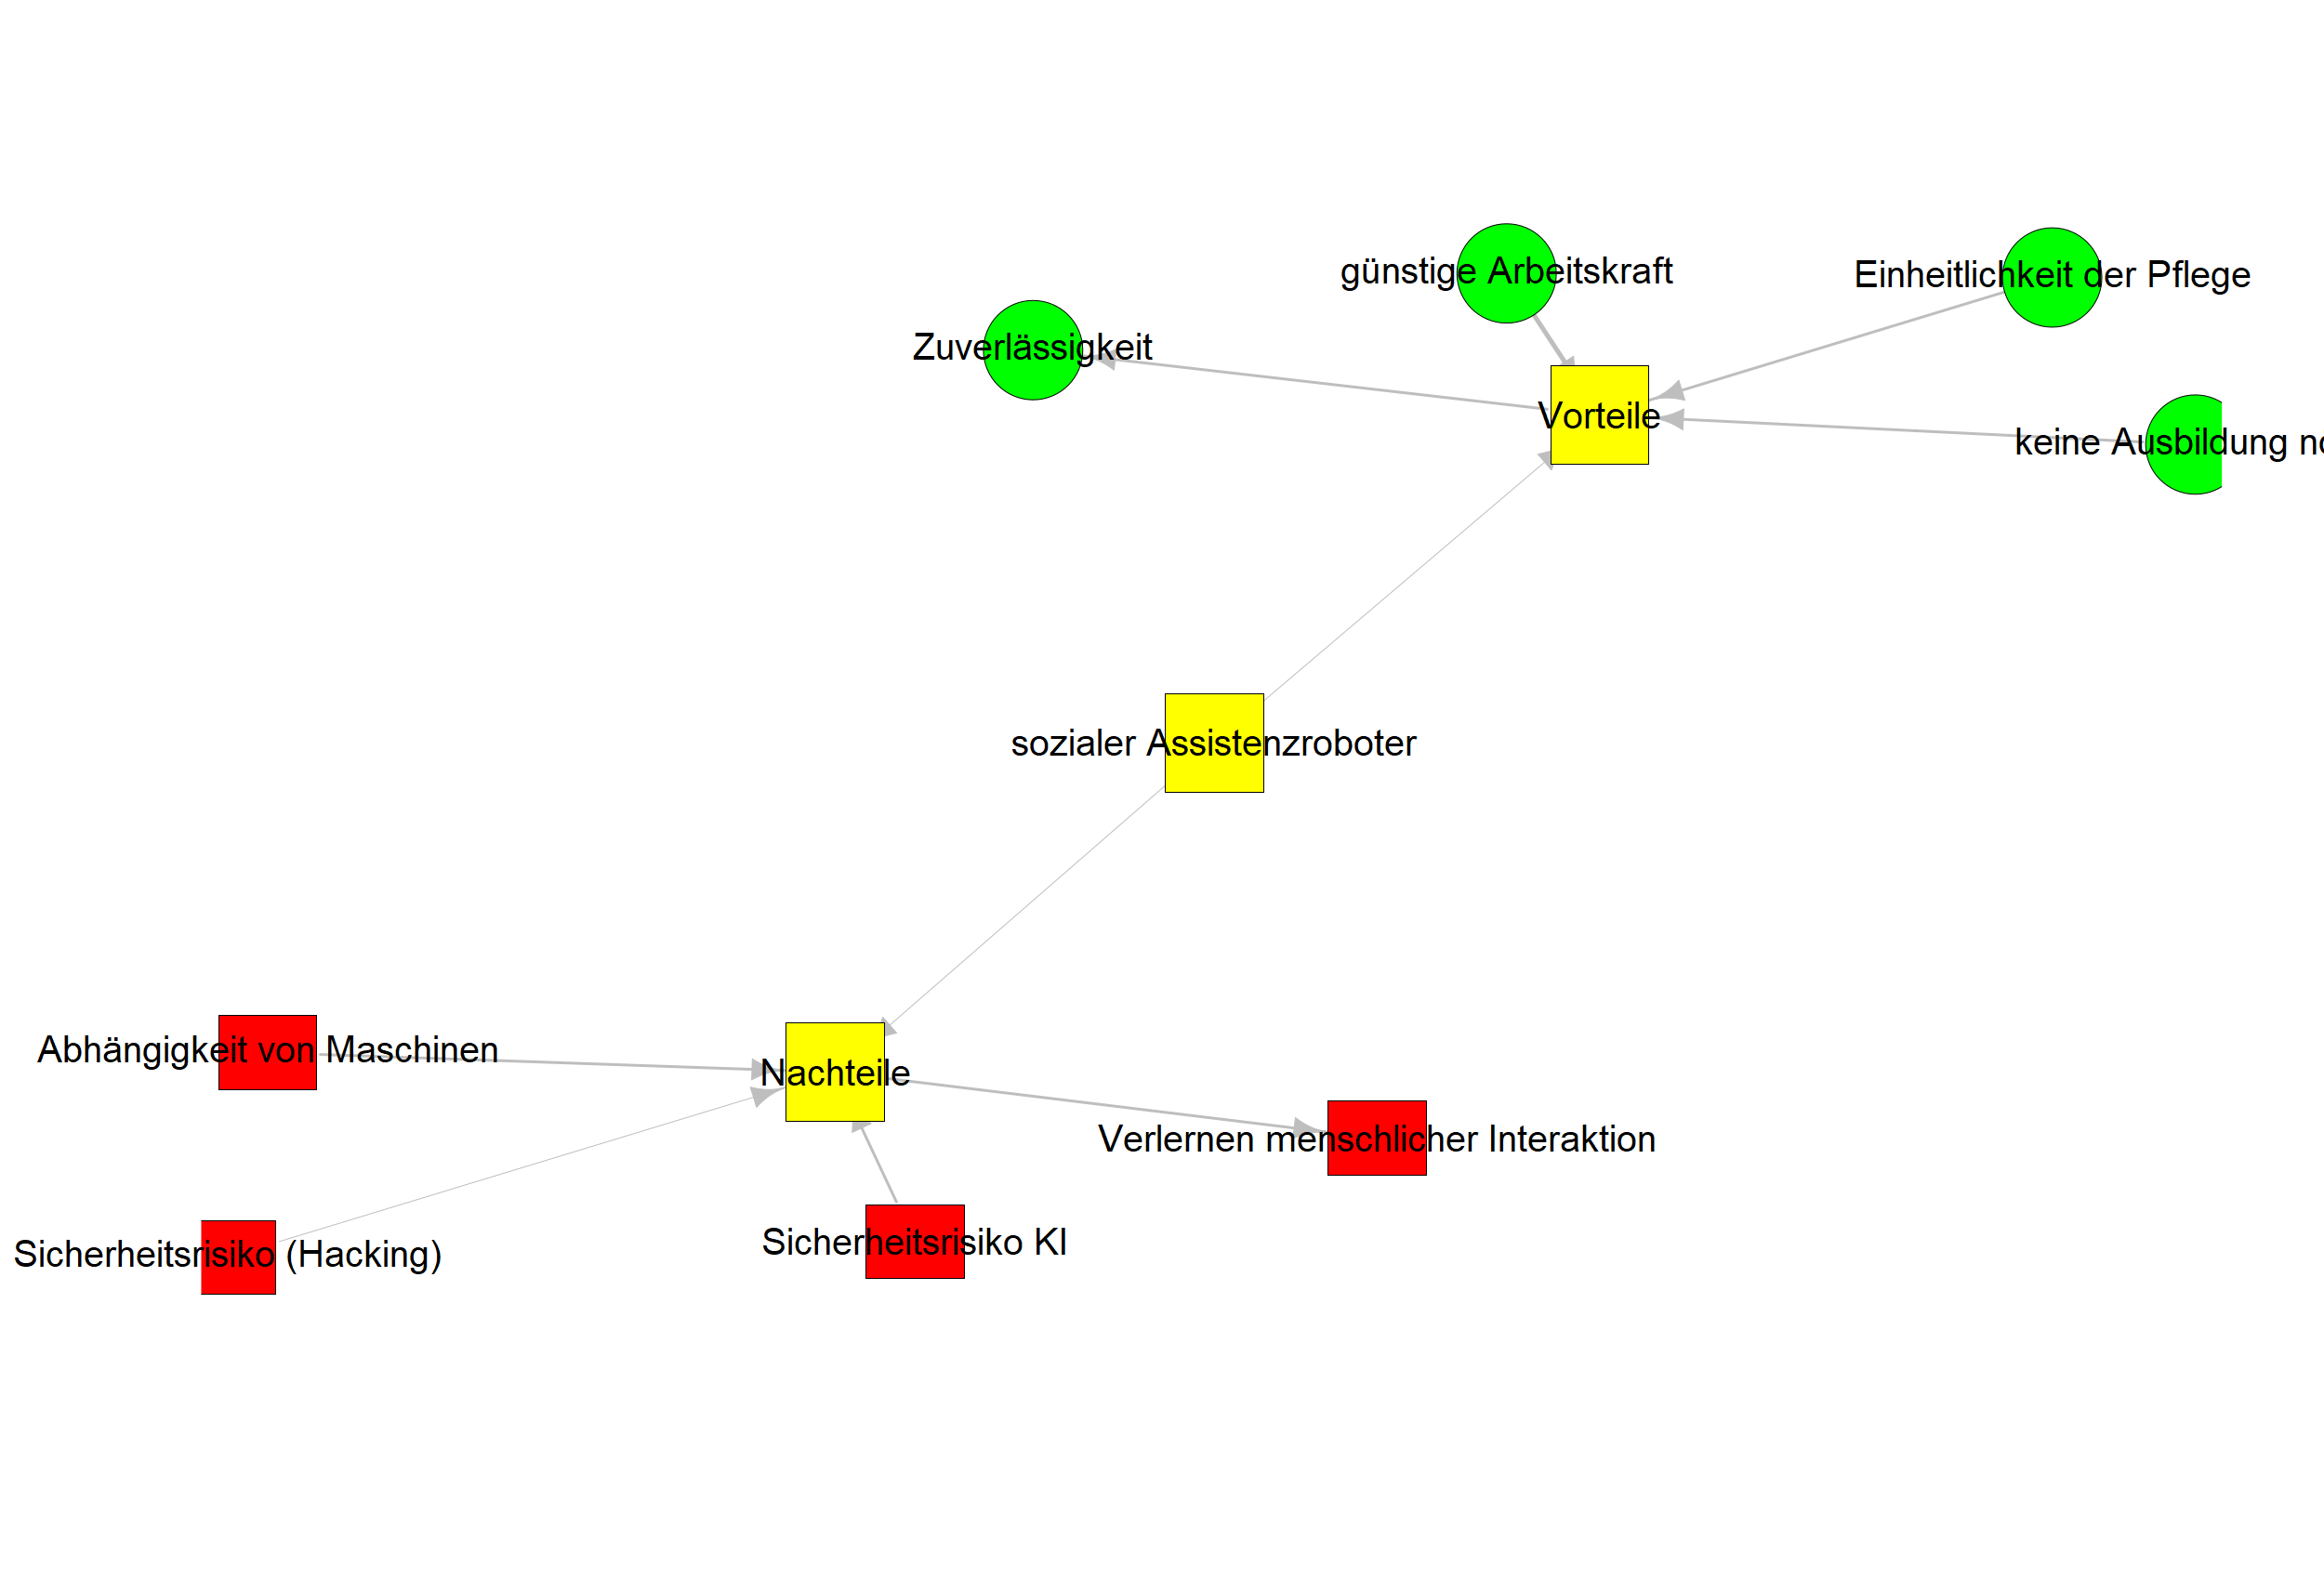 günstige Arbeitskraft
Einheitlichkeit der Pflege
Zuverlässigkeit
Vorteile
keine Ausbildung
sozialer Assistenzroboter
Abhängigkeit von Maschinen
Nachteile
Verlernen menschlicher Interaktion
Sicherheitsrisiko KI
Sicherheitsrisiko (Hacking)